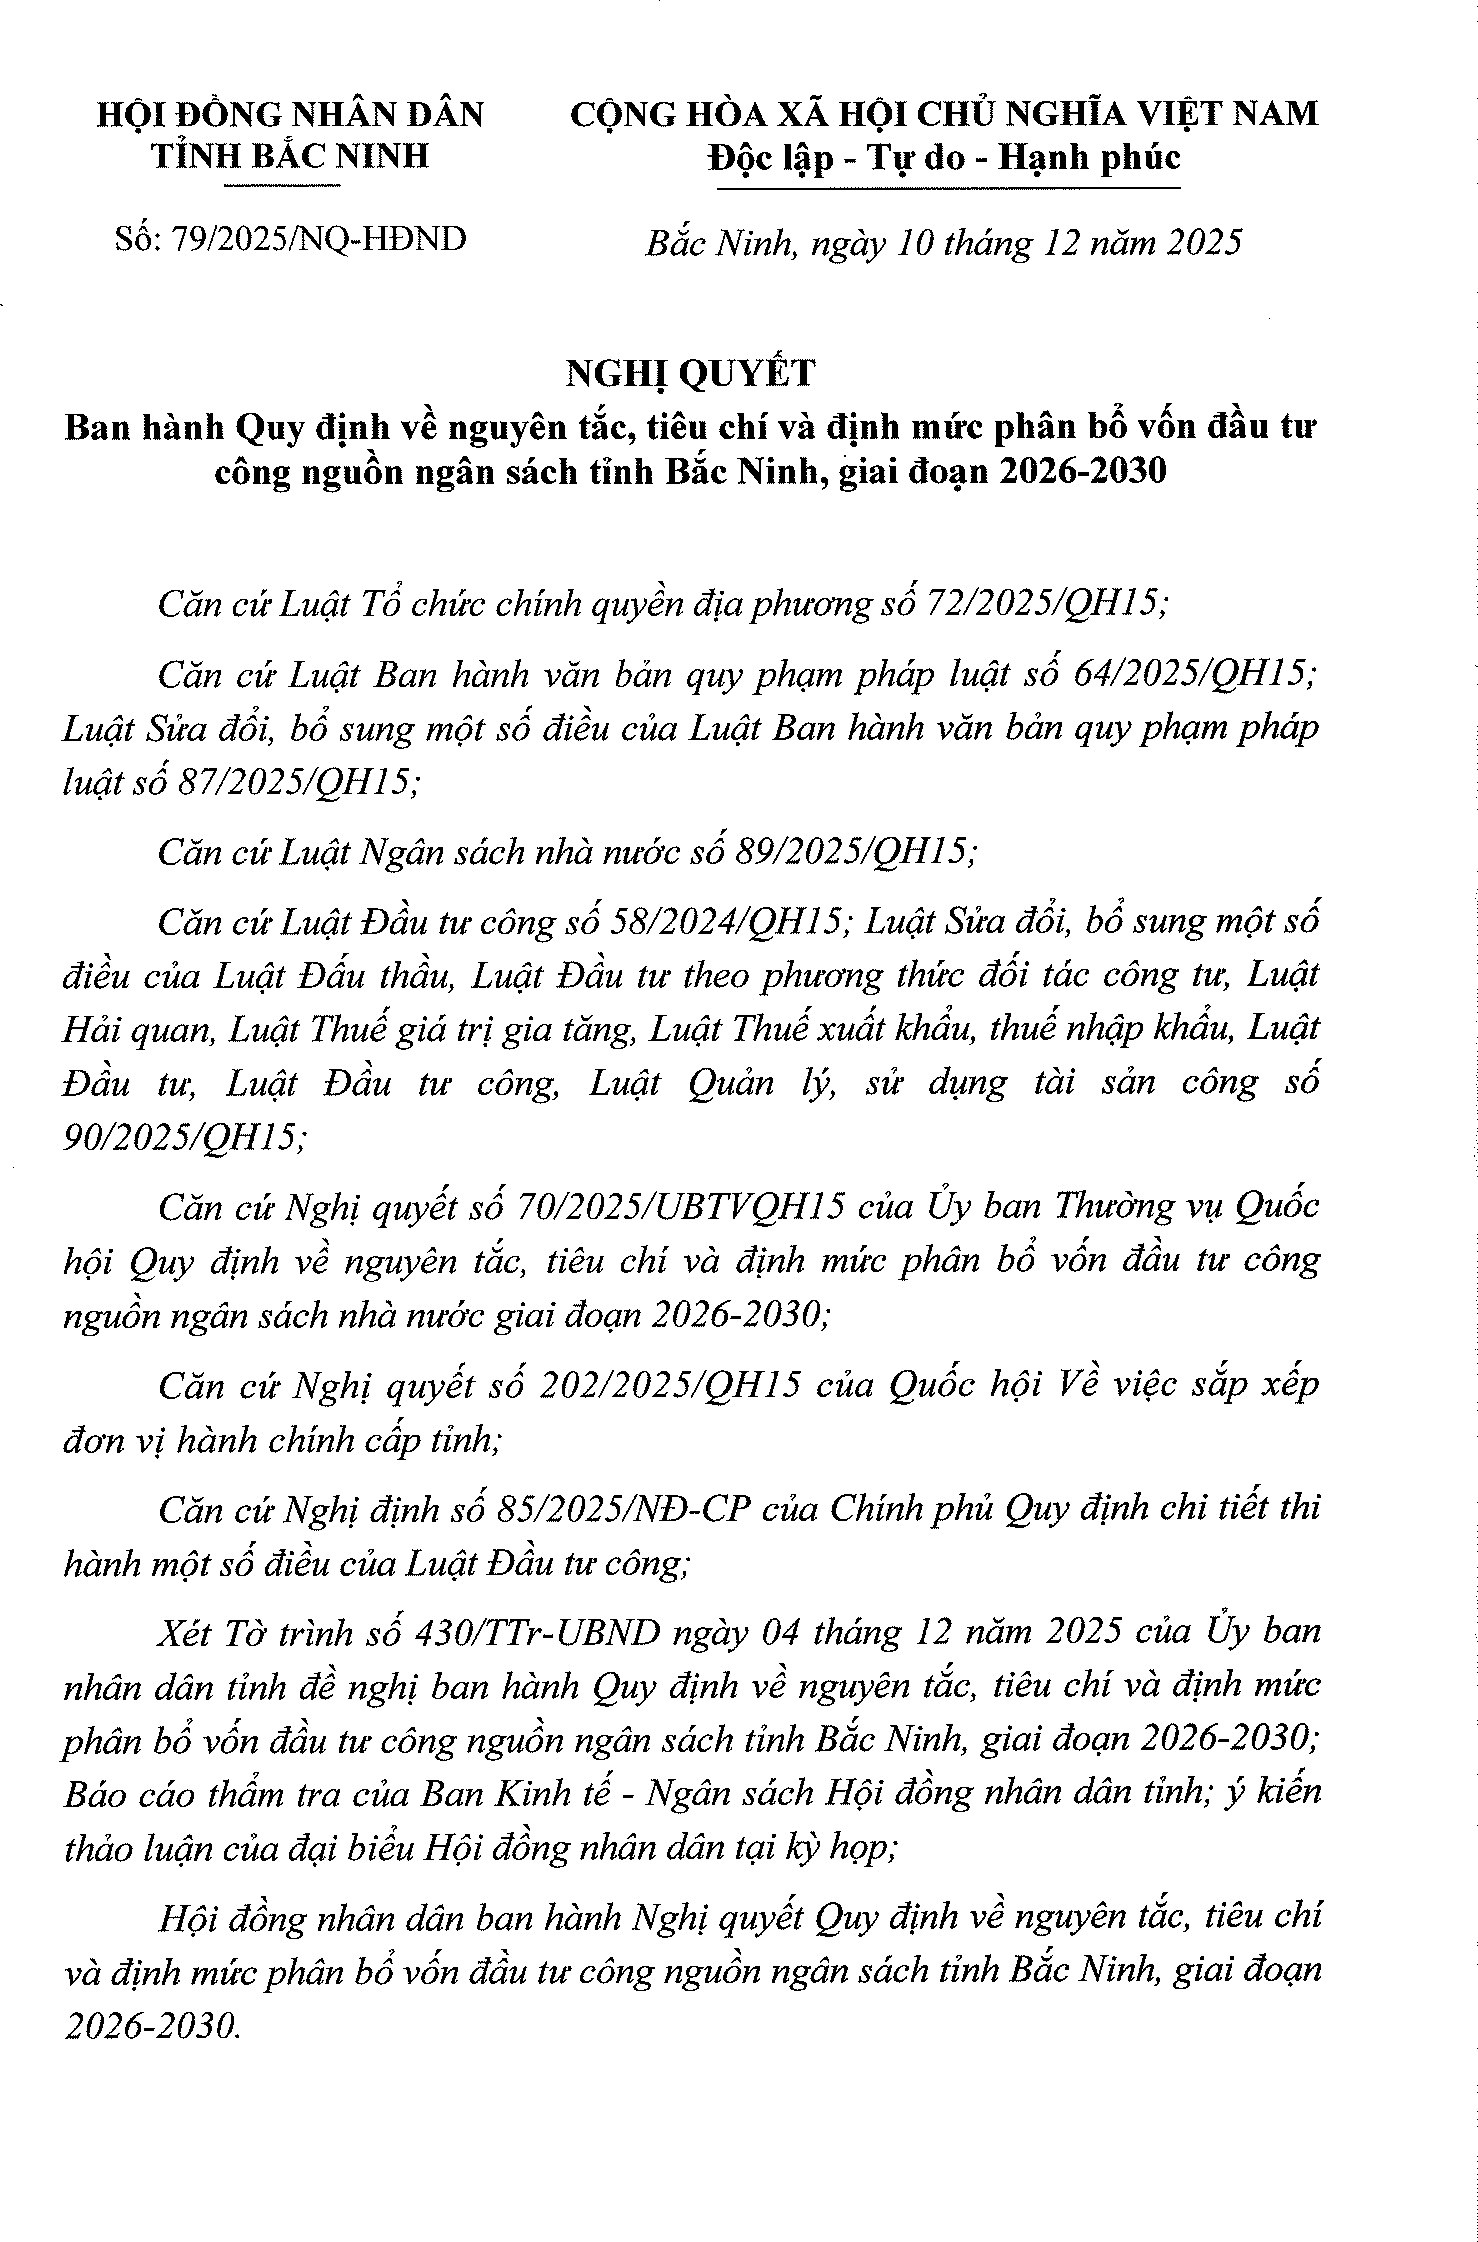 HỘI ĐỒNG NHÂN DÂN
TỈNH BẮC NINH
CỘNG HÒA XÃ HỘI CHỦ NGHĨA VIỆT NAM
Độc lập - Tự do - Hạnh phúc
Số: 79/2025/NQ-HĐND
Bắc Ninh, ngày 10 tháng 12 năm 2025
NGHỊ QUYẾT
Ban hành Quy định về nguyên tắc, tiêu chí và định mức phân bổ vốn đầu tư
công nguồn ngân sách tỉnh Bắc Ninh, giai đoạn 2026-2030
Căn cứ Luật Tổ chức chính quyền địa phương số 72/2025/QH15;
Căn cứ Luật Ban hành văn bản quy phạm pháp luật số 64/2025/QH15;
Luật Sửa đổi, bổ sung một số điều của Luật Ban hành văn bản quy phạm pháp
luật số 87/2025/QH15;
Căn cứ Luật Ngân sách nhà nước số 89/2025/QH15;
Căn cứ Luật Đầu tư công số 58/2024/QH15; Luật Sửa đổi, bổ sung một số
điều của Luật Đấu thầu, Luật Đầu tư theo phương thức đối tác công tư, Luật
Hải quan, Luật Thuế giá trị gia tăng, Luật Thuế xuất khẩu, thuế nhập khẩu, Luật
Đầu tư, Luật Đầu tư công, Luật Quản lý, sử dụng tài sản công số
90/2025/QH15;
Căn cứ Nghị quyết số 70/2025/UBTVQH15 của Ủy ban Thường vụ Quốc
hội Quy định về nguyên tắc, tiêu chí và định mức phân bổ vốn đầu tư công
nguồn ngân sách nhà nước giai đoạn 2026-2030;
Căn cứ Nghị quyết số 202/2025/QH15 của Quốc hội Về việc sắp xếp
đơn vị hành chính cấp tỉnh;
Căn cứ Nghị định số 85/2025/NĐ-CP của Chính phủ Quy định chi tiết thi
hành một số điều của Luật Đầu tư công;
Xét Tờ trình số 430/TTr-UBND ngày 04 tháng 12 năm 2025 của Ủy ban
nhân dân tỉnh đề nghị ban hành Quy định về nguyên tắc, tiêu chí và định mức
phân bổ vốn đầu tư công nguồn ngân sách tỉnh Bắc Ninh, giai đoạn 2026-2030;
Báo cáo thẩm tra của Ban Kinh tế - Ngân sách Hội đồng nhân dân tỉnh; ý kiến
thảo luận của đại biểu Hội đồng nhân dân tại kỳ họp;
Hội đồng nhân dân ban hành Nghị quyết Quy định về nguyên tắc, tiêu chí
và định mức phân bổ vốn đầu tư công nguồn ngân sách tỉnh Bắc Ninh, giai đoạn
2026-2030.